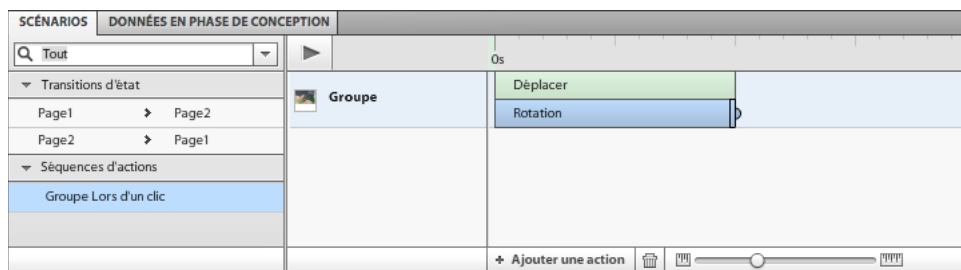 SCÉNARIOS DONNÉES EN PHASE DE CONCEPTION
Tout
0s
Transitions d'état
Page1 Page2
Page2 Page1
Séquences d'actions
Groupe Lors d'un clic
Groupe
Déplacer
Rotation
+ Ajouter une action